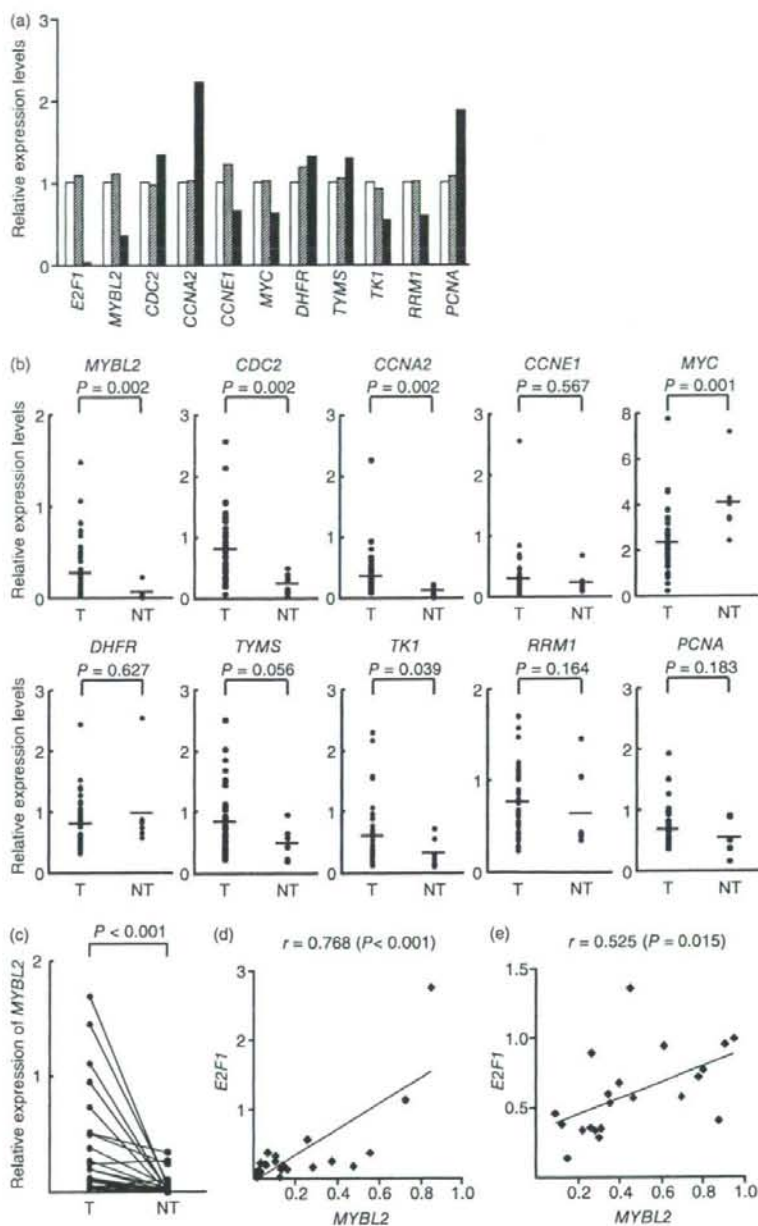 (a)
Relative expression levels
3
2
1
0
E2F1
MYBL2
CDC2
CCNA2
CCNE1
MYC
DHFR
TYMS
TK1
RRM1
PCNA
(b)
MYBL2 CDC2 CCNA2 CCNE1 MYC
P = 0.002 P = 0.002 P = 0.002 P = 0.567 P = 0.001
Relative expression levels
2 3 3 3 8
6
2 2 2
1 4
1 1 1
2
0 0 0 0 0
T NT T NT T NT T NT T NT
DHFR TYMS TK1 RRM1 PCNA
P = 0.627 P = 0.056 P = 0.039 P = 0.164 P = 0.183
Relative expression levels
3 3 3 2 3
2 2 2 2
1
1 1 1 1
0 0 0 0 0
T NT T NT T NT T NT T NT
(c)
P < 0.001
Relative expression of MYBL2
2
1
0
T NT
(d)
r = 0.768 (P< 0.001)
E2F1
3
2
1
0.2 0.4 0.6 0.8 1.0
MYBL2
(e)
r = 0.525 (P = 0.015)
E2F1
1.5
1.0
0.5
0.2 0.4 0.6 0.8 1.0
MYBL2